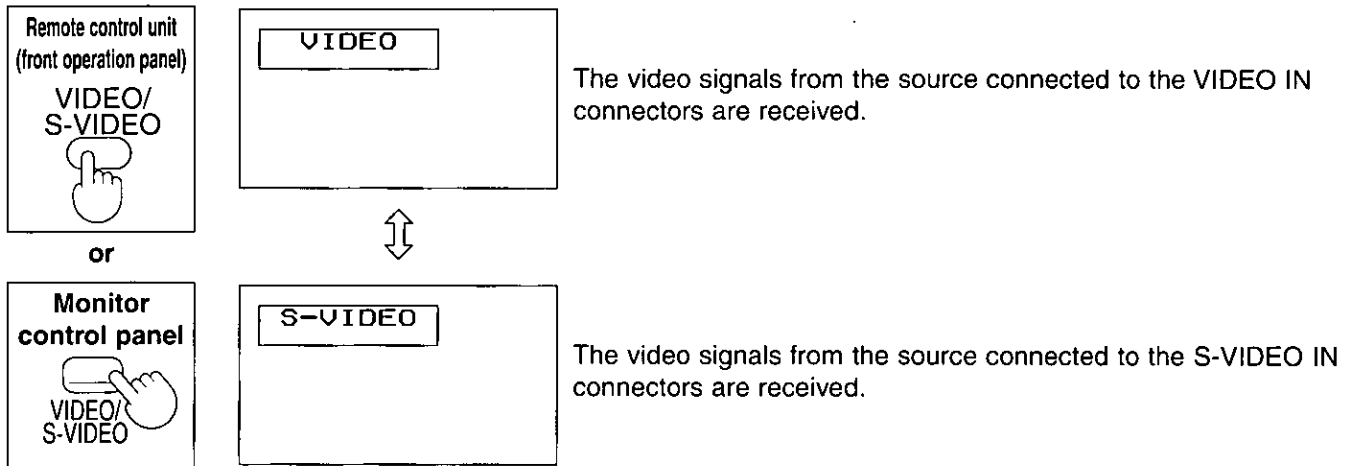 Remote control unit
(front operation panel)
VIDEO/
S-VIDEO
VIDEO
The video signals from the source connected to the VIDEO IN
connectors are received.
or
Monitor
control panel
VIDEO/
S-VIDEO
S-VIDEO
The video signals from the source connected to the S-VIDEO IN
connectors are received.